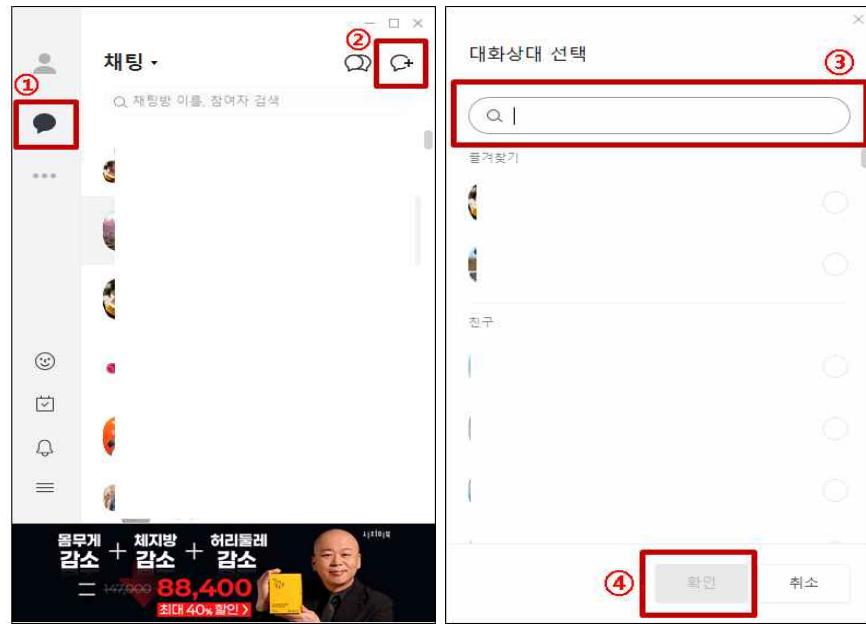 ②
채팅
①
채팅방 이름, 참여자 검색
몸무게 + 체지방 + 허리둘레
감소 감소 감소
= 147,000 88,400
최대 40% 할인 >
대화상대 선택
③
즐겨찾기
친구
④ 확인 취소